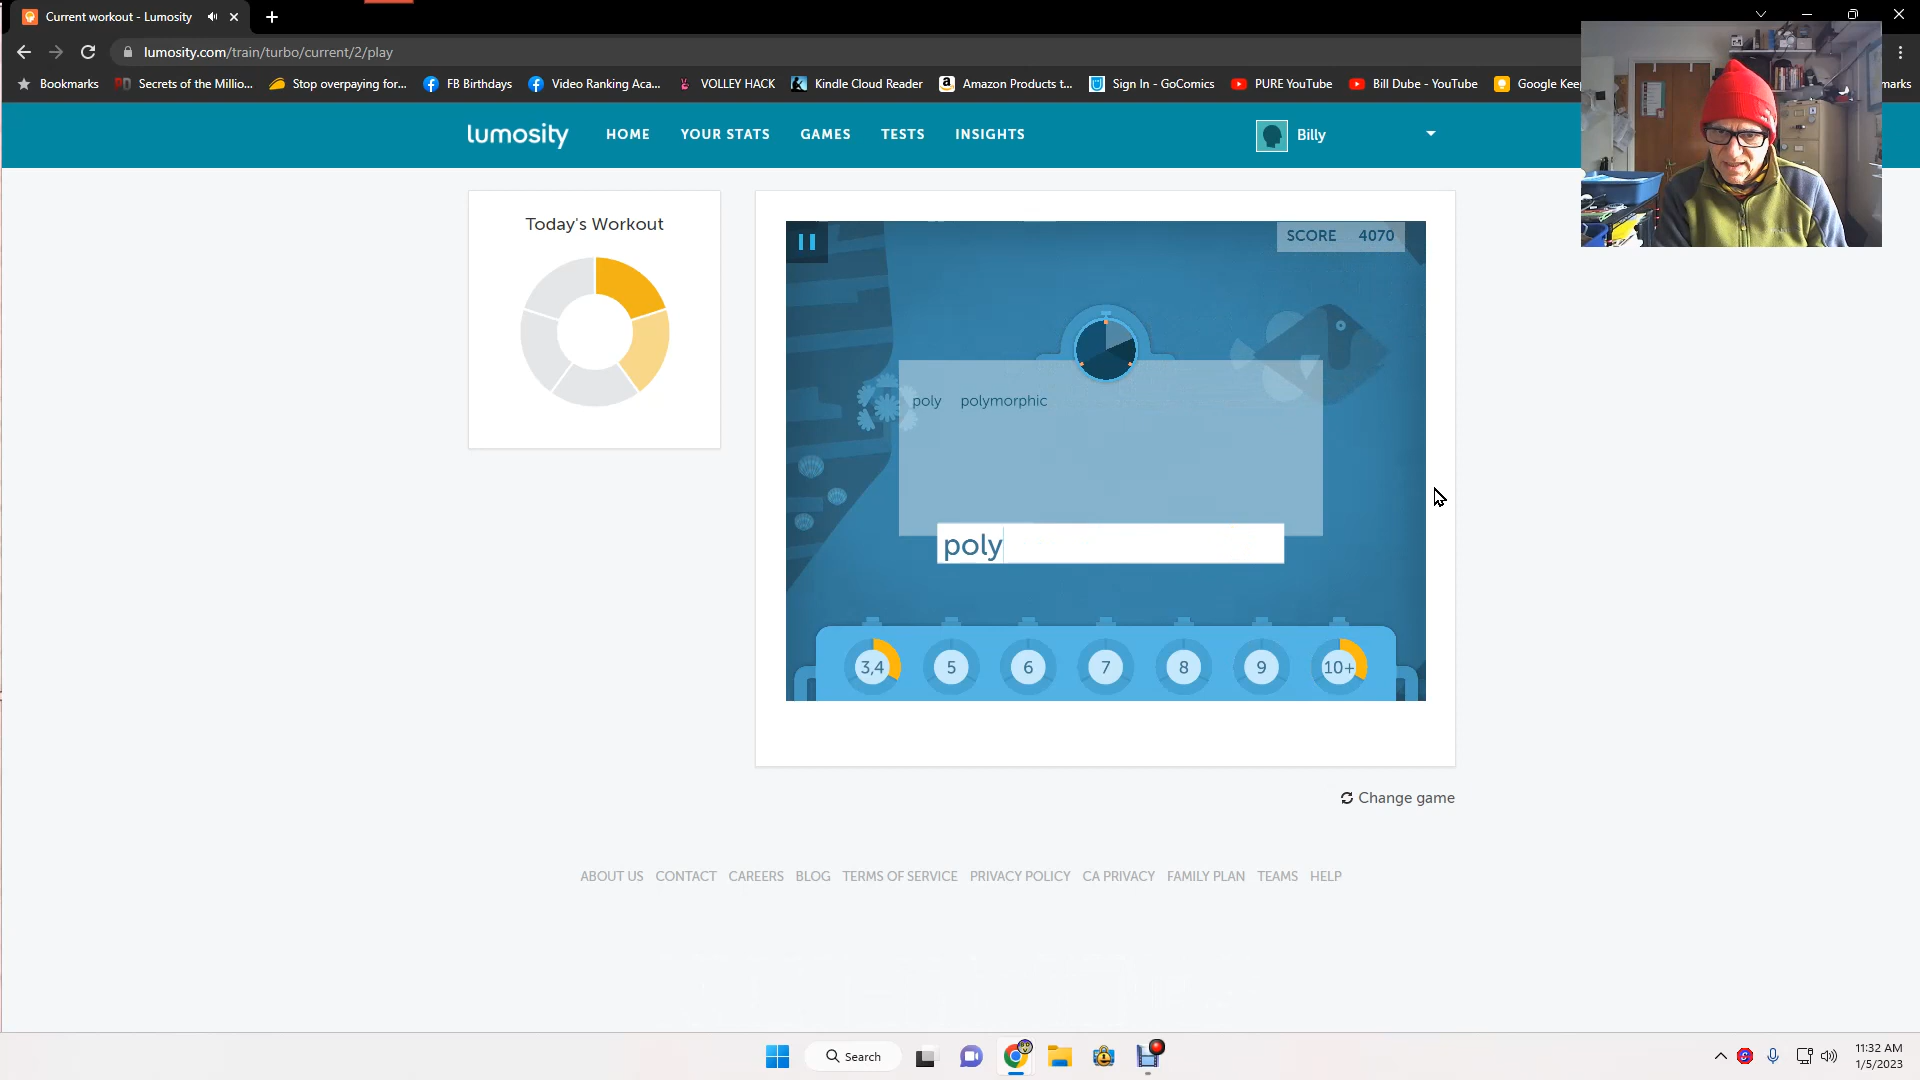 Current workout - Lumosity
lumosity.com/train/turbo/current/2/play
Bookmarks
Secrets of the Millio...
Stop overpaying for...
FB Birthdays
Video Ranking Aca...
VOLLEY HACK
Kindle Cloud Reader
Amazon Products t...
Sign In - GoComics
PURE YouTube
Bill Dube - YouTube
Google Keep
marks
lumosity
HOME
YOUR STATS
GAMES
TESTS
INSIGHTS
Billy
Today's Workout
SCORE 4070
poly polymorphic
poly
3,4 5 6 7 8 9 10+
Change game
ABOUT US CONTACT CAREERS BLOG TERMS OF SERVICE PRIVACY POLICY CA PRIVACY FAMILY PLAN TEAMS HELP
Search
11:32 AM
1/5/2023